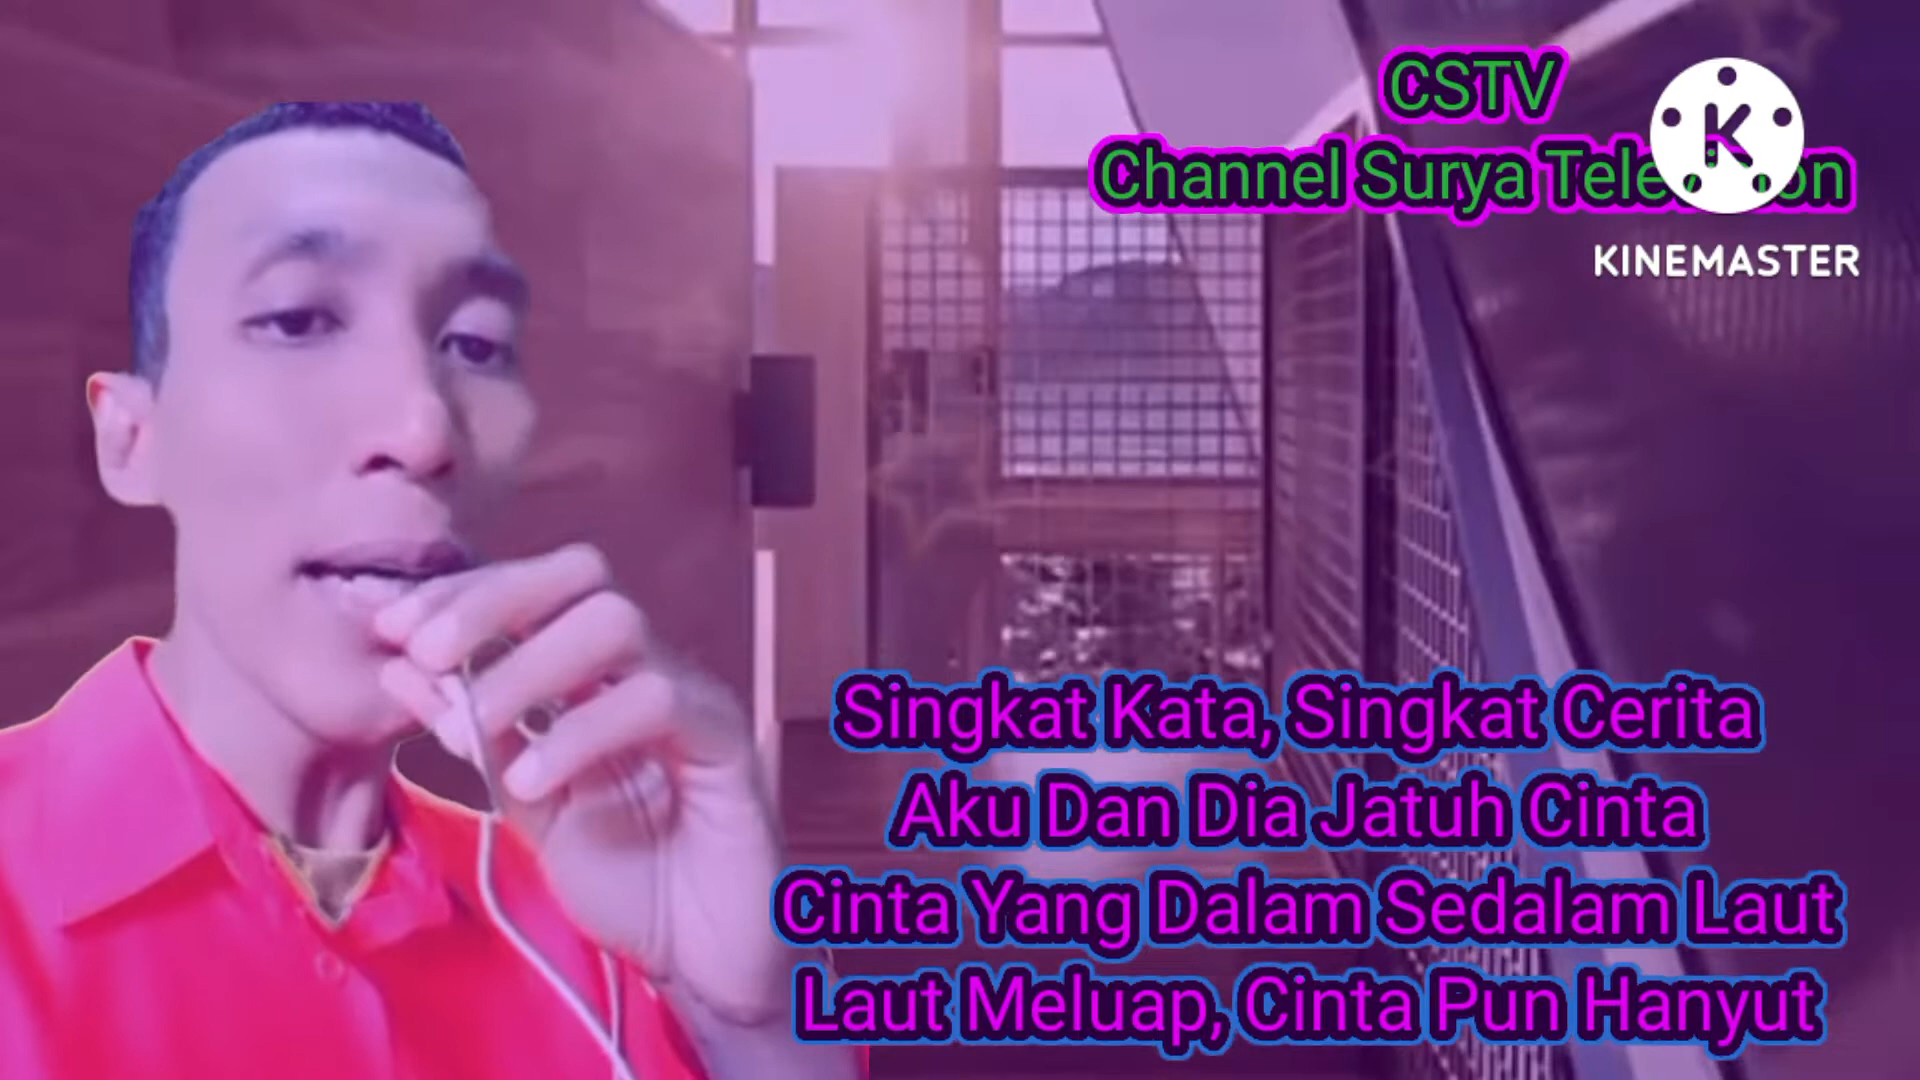 CSTV
Channel Surya Television
KINEMASTER
Singkat Kata, Singkat Cerita
Aku Dan Dia Jatuh Cinta
Cinta Yang Dalam Sedalam Laut
Laut Meluap, Cinta Pun Hanyut